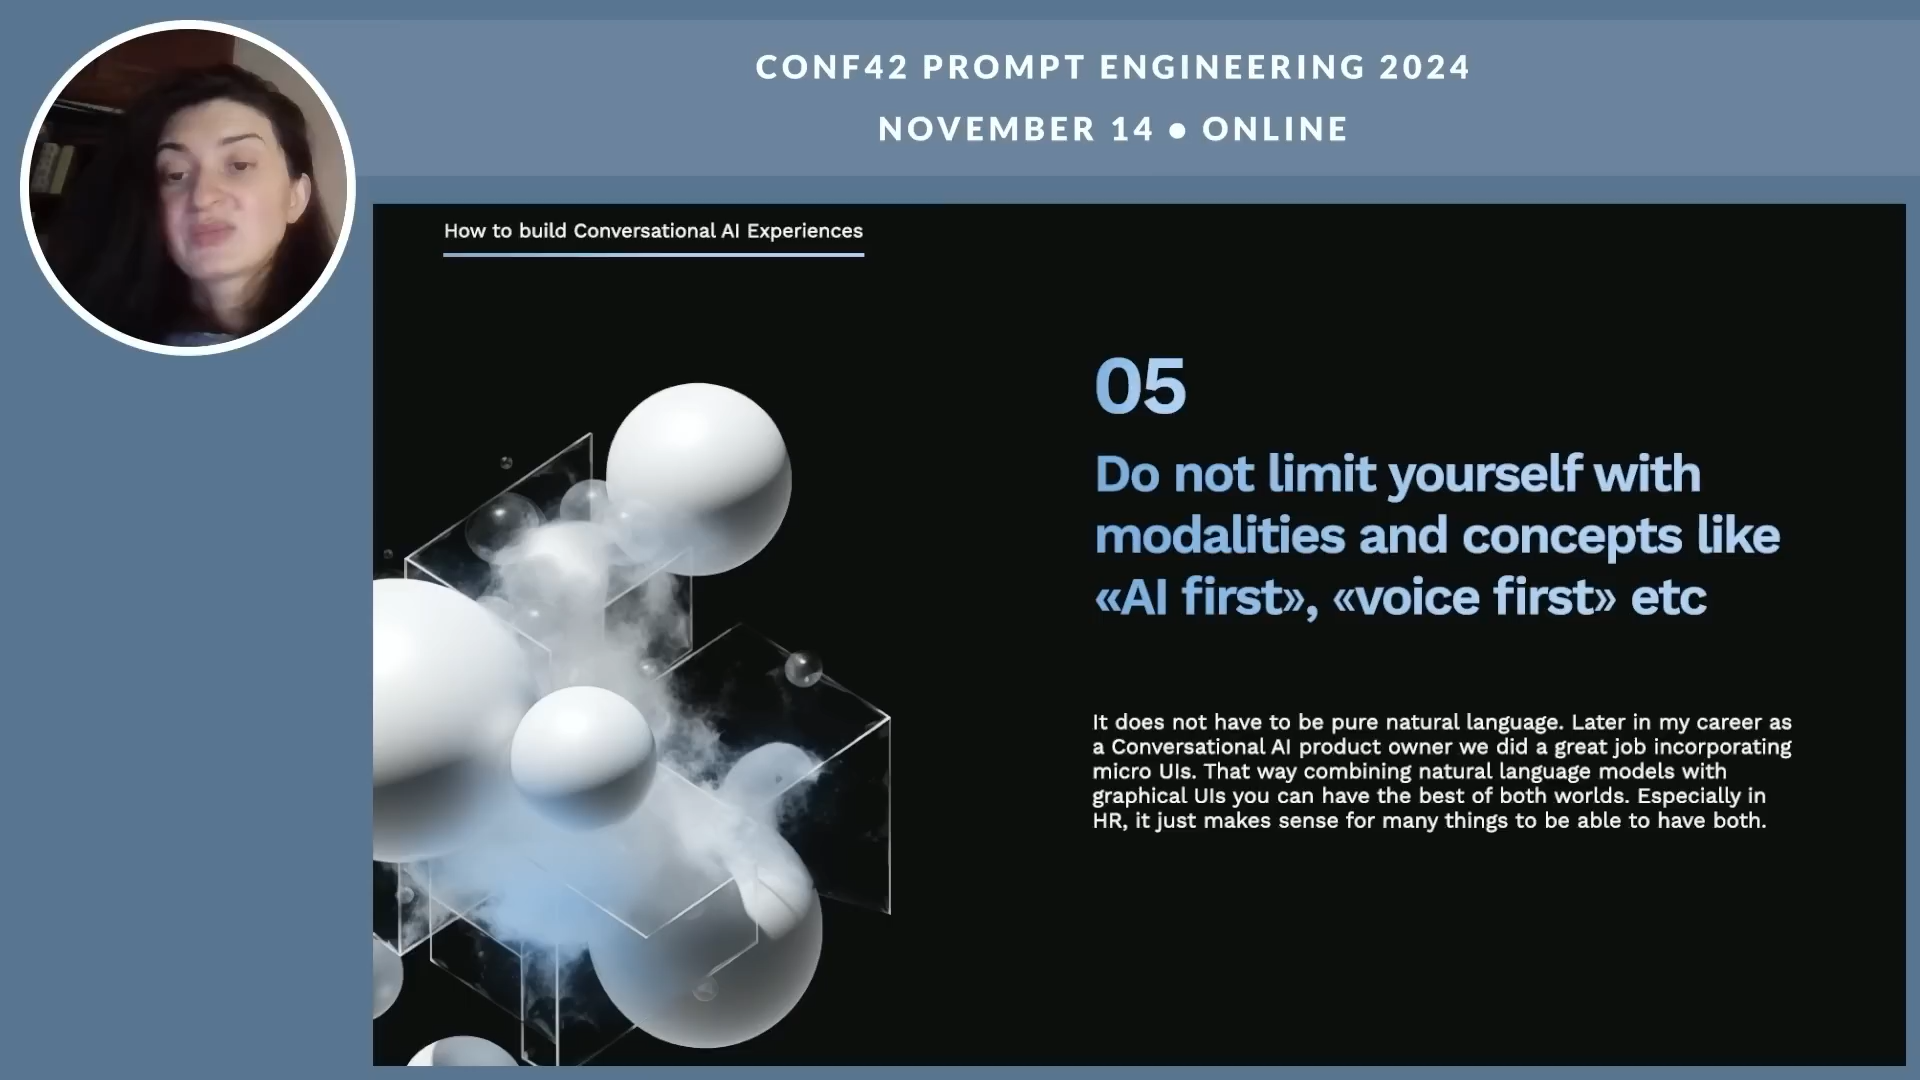 CONF42 PROMPT ENGINEERING 2024
NOVEMBER 14 ● ONLINE
How to build Conversational AI Experiences
05
Do not limit yourself with
modalities and concepts like
«AI first», «voice first» etc
It does not have to be pure natural language. Later in my career as
a Conversational AI product owner we did a great job incorporating
micro UIs. That way combining natural language models with
graphical UIs you can have the best of both worlds. Especially in
HR, it just makes sense for many things to be able to have both.